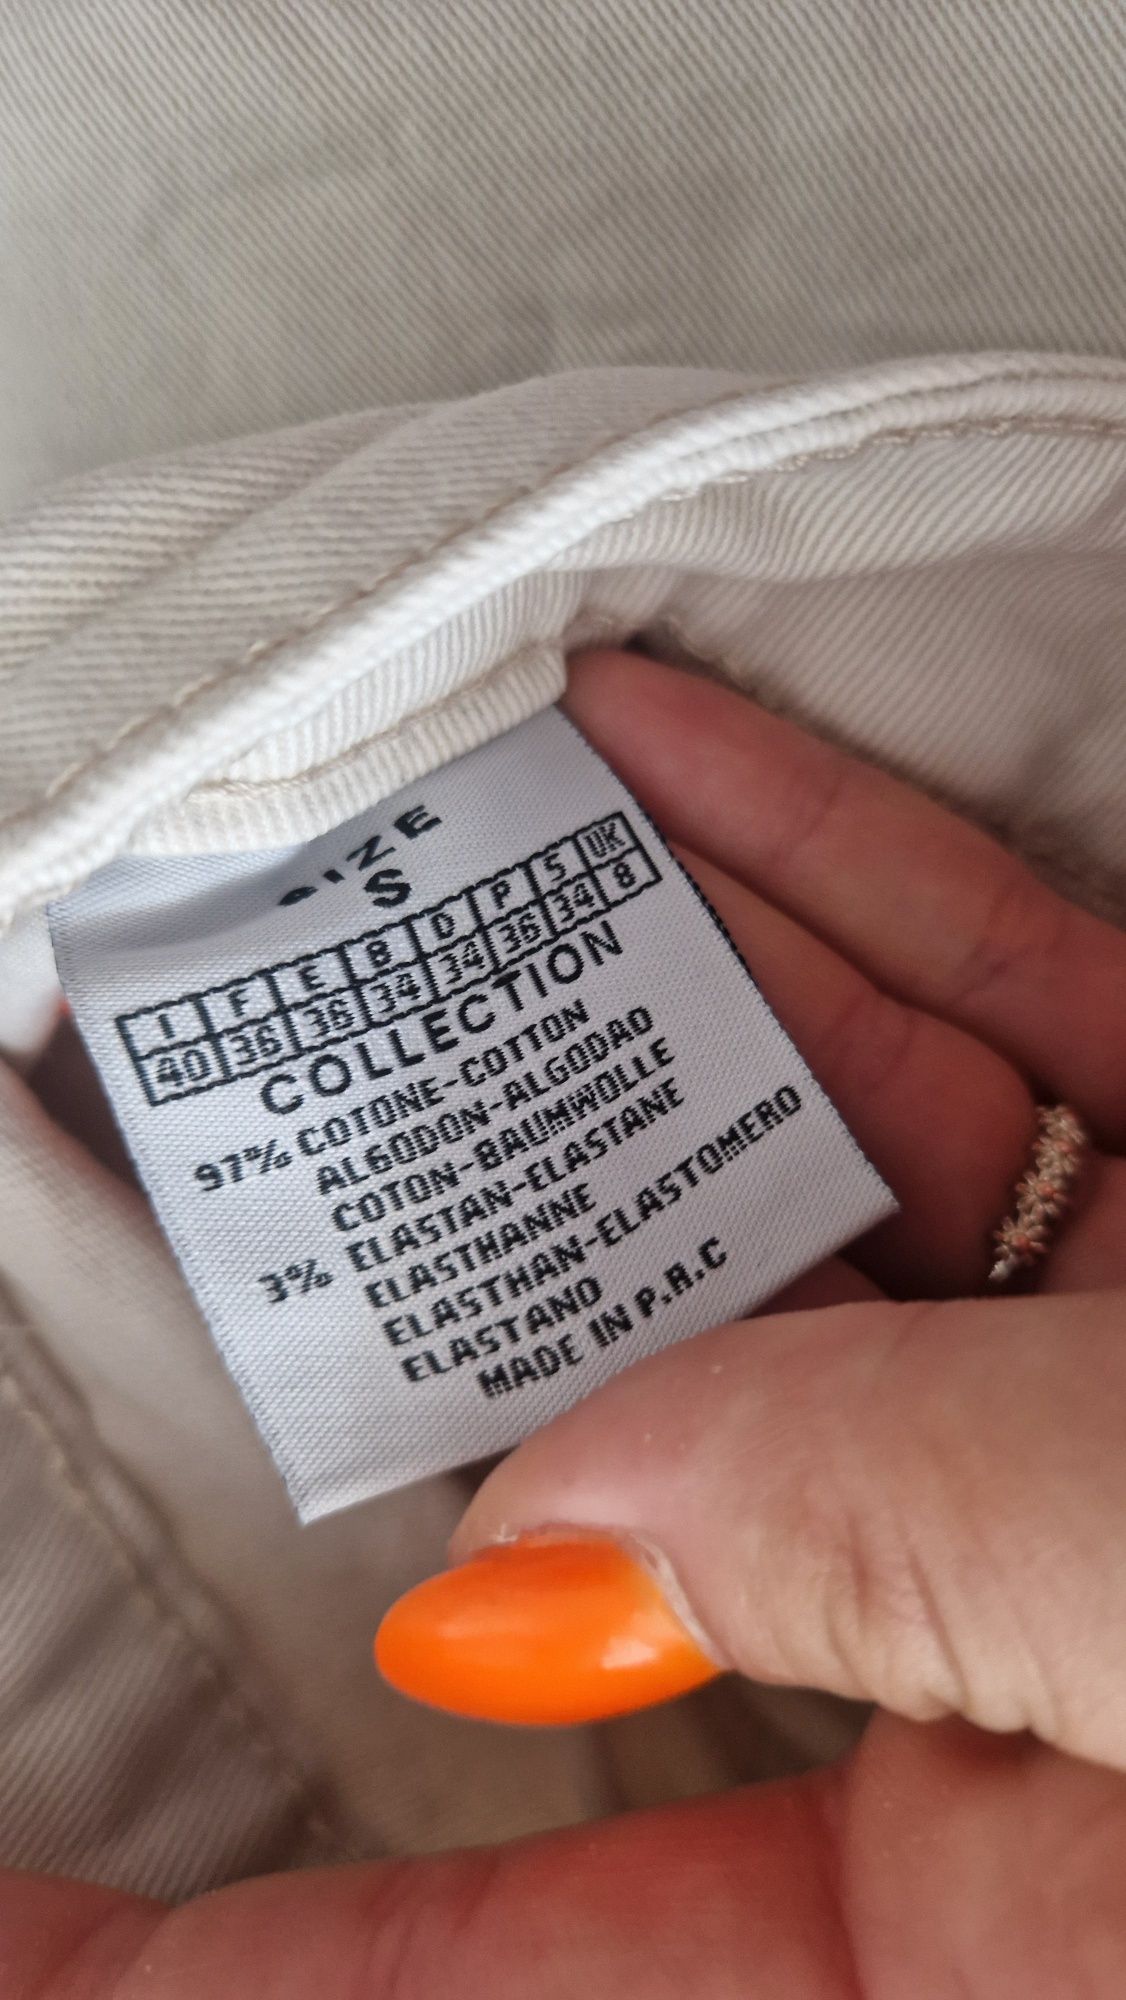 SIZE
S
I F E B D P S UK
40 36 36 34 34 36 34 8
COLLECTION
97% COTONE-COTTON
ALGODON-ALGODAO
COTON-BAUMWOLLE
3% ELASTAN-ELASTANE
ELASTHANNE
ELASTHAN-ELASTOMERO
ELASTANO
MADE IN P.R.C